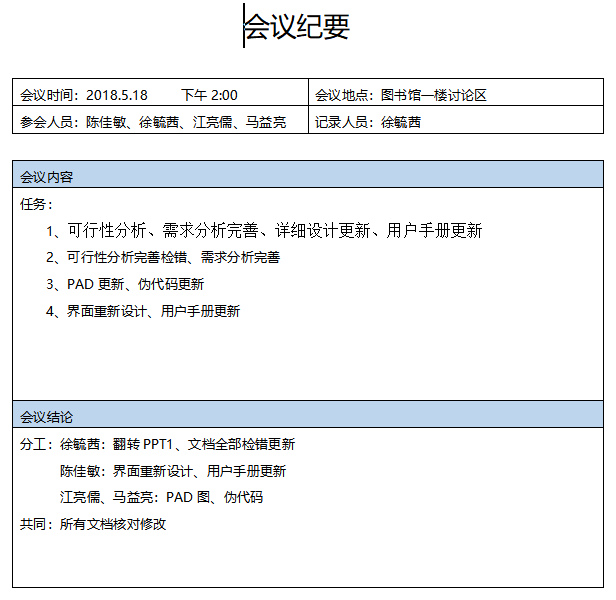 会议纪要
会议时间：2018.5.18 下午 2:00 会议地点：图书馆一楼讨论区
参会人员：陈佳敏、徐毓茜、江亮儒、马益亮 记录人员：徐毓茜
会议内容
任务：
1、可行性分析、需求分析完善、详细设计更新、用户手册更新
2、可行性分析完善检错、需求分析完善
3、PAD 更新、伪代码更新
4、界面重新设计、用户手册更新
会议结论
分工：徐毓茜：翻转 PPT1、文档全部检错更新
陈佳敏：界面重新设计、用户手册更新
江亮儒、马益亮：PAD 图、伪代码
共同：所有文档核对修改